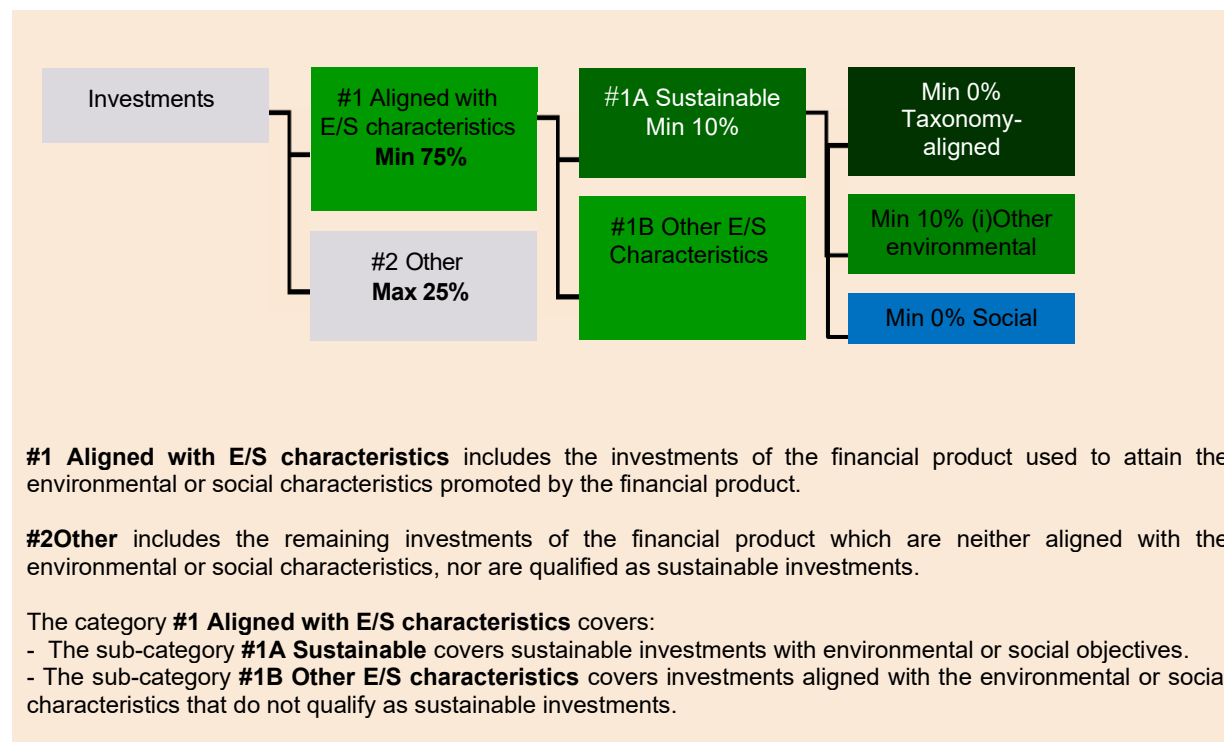 Investments
#1 Aligned with
E/S characteristics
Min 75%
#2 Other
Max 25%
#1A Sustainable
Min 10%
#1B Other E/S
Characteristics
Min 0%
Taxonomy-
aligned
Min 10% (i)Other
environmental
Min 0% Social
#1 Aligned with E/S characteristics includes the investments of the financial product used to attain the
environmental or social characteristics promoted by the financial product.
#2Other includes the remaining investments of the financial product which are neither aligned with the
environmental or social characteristics, nor are qualified as sustainable investments.
The category #1 Aligned with E/S characteristics covers:
- The sub-category #1A Sustainable covers sustainable investments with environmental or social objectives.
- The sub-category #1B Other E/S characteristics covers investments aligned with the environmental or social
characteristics that do not qualify as sustainable investments.